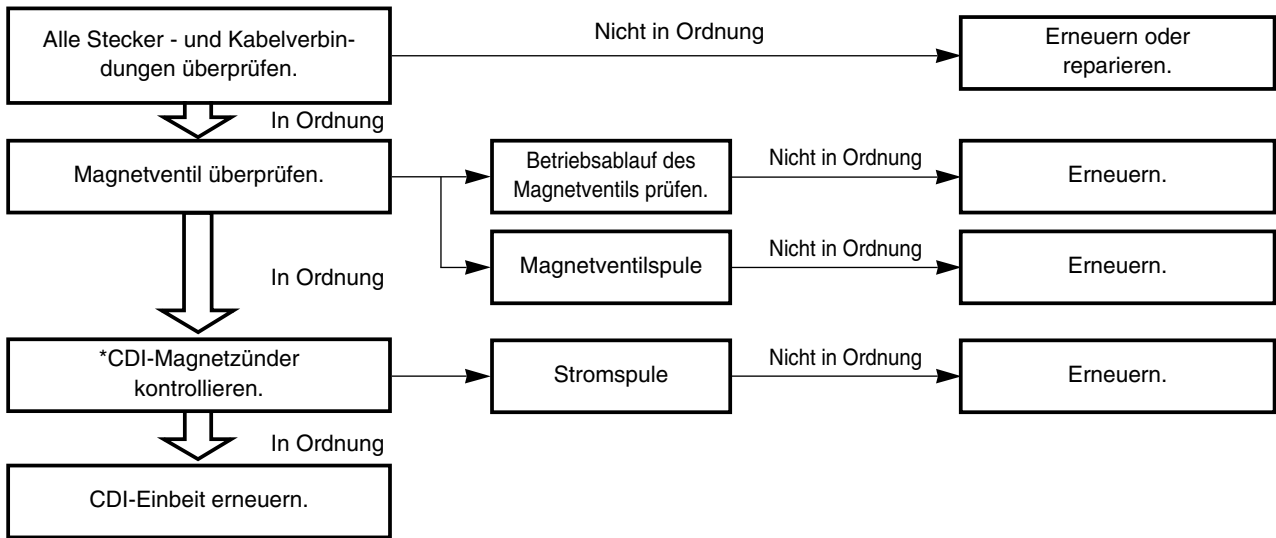 Alle Stecker - und Kabelverbin-
dungen überprüfen.
Nicht in Ordnung
Erneuern oder
reparieren.
In Ordnung
Magnetventil überprüfen.
Betriebsablauf des
Magnetventils prüfen.
Nicht in Ordnung
Erneuern.
Magnetventilspule
Nicht in Ordnung
Erneuern.
In Ordnung
*CDI-Magnetzünder
kontrollieren.
Stromspule
Nicht in Ordnung
Erneuern.
In Ordnung
CDI-Einbeit erneuern.